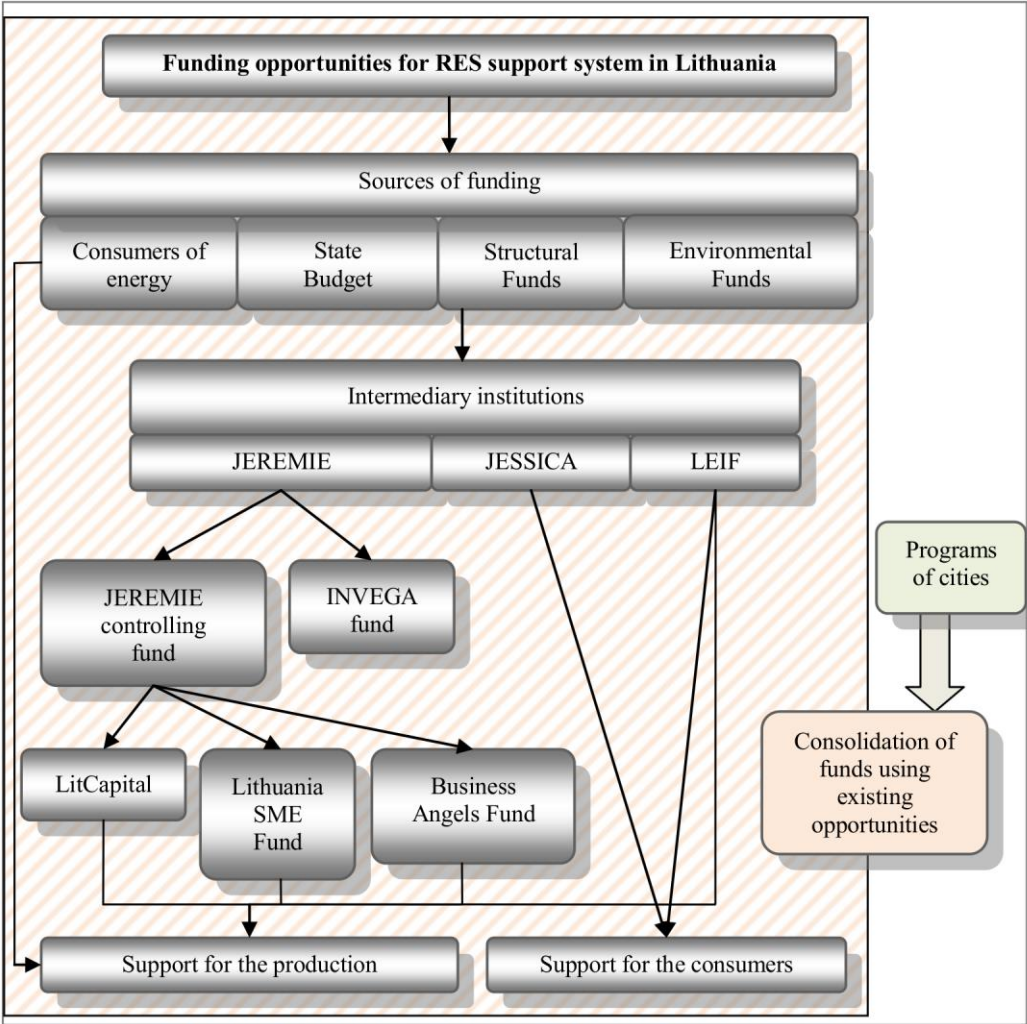 Funding opportunities for RES support system in Lithuania
Sources of funding
Consumers of
energy
State
Budget
Structural
Funds
Environmental
Funds
Intermediary institutions
JEREMIE
JESSICA
LEIF
Programs
of cities
JEREMIE
controlling
fund
INVEGA
fund
Consolidation of
funds using
existing
opportunities
LitCapital
Lithuania
SME
Fund
Business
Angels Fund
Support for the production
Support for the consumers